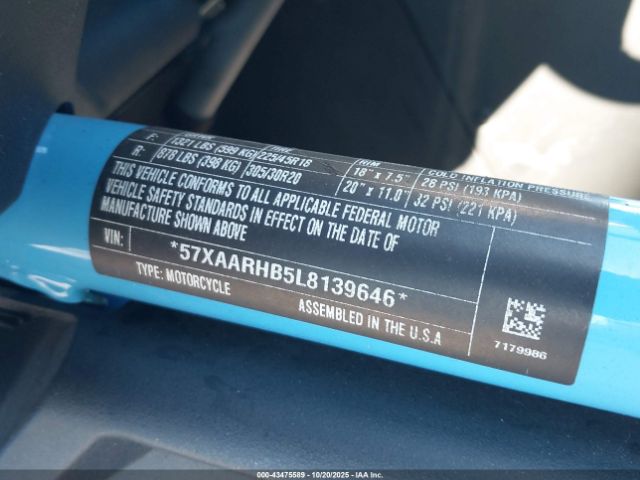 F: 1321 LBS (599 KG) 225/45R18 18" x 7.5" 28 PSI (193 KPA)
R: 878 LBS (398 KG) 305/30R20 20" x 11.0" 32 PSI (221 KPA)
RIM COLD INFLATION PRESSURE
THIS VEHICLE CONFORMS TO ALL APPLICABLE FEDERAL MOTOR
VEHICLE SAFETY STANDARDS IN EFFECT ON THE DATE OF
MANUFACTURE SHOWN ABOVE
VIN: *57XAARHB5L8139646*
TYPE: MOTORCYCLE
ASSEMBLED IN THE U.S.A
7179986
000-43475589 - 10/20/2025 - COPYRIGHT IAA, LLC